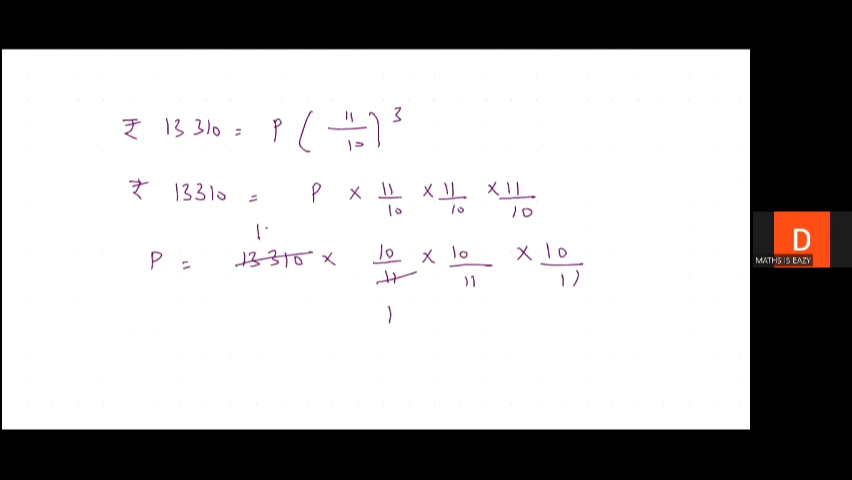 ₹ 13310 = P ( 11/10 )³
₹ 13310 = P × 11/10 × 11/10 × 11/10
1
P = 13310 × 10/11 × 10/11 × 10/11
1
D
MATHS IS EAZY